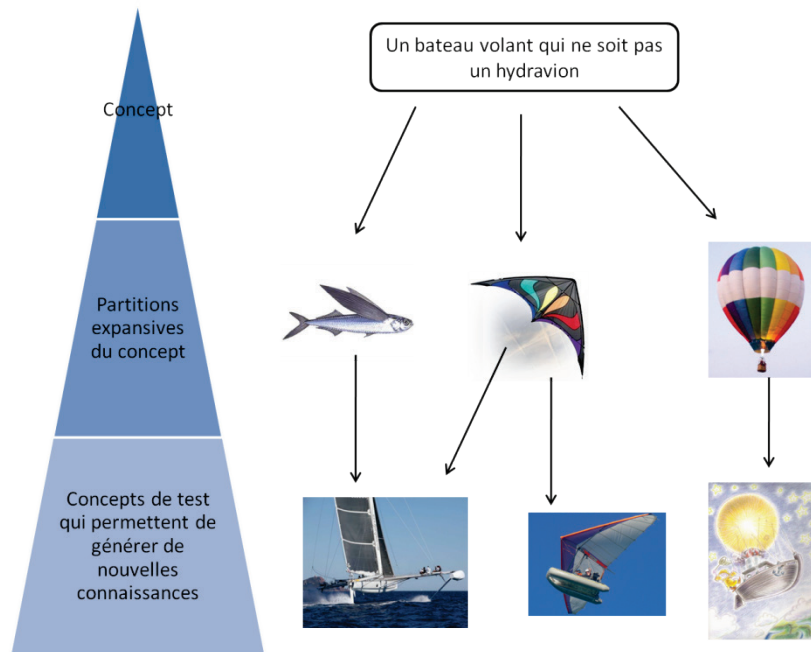 Concept
Un bateau volant qui ne soit pas
un hydravion
Partitions
expansives
du concept
Concepts de test
qui permettent de
générer de
nouvelles
connaissances